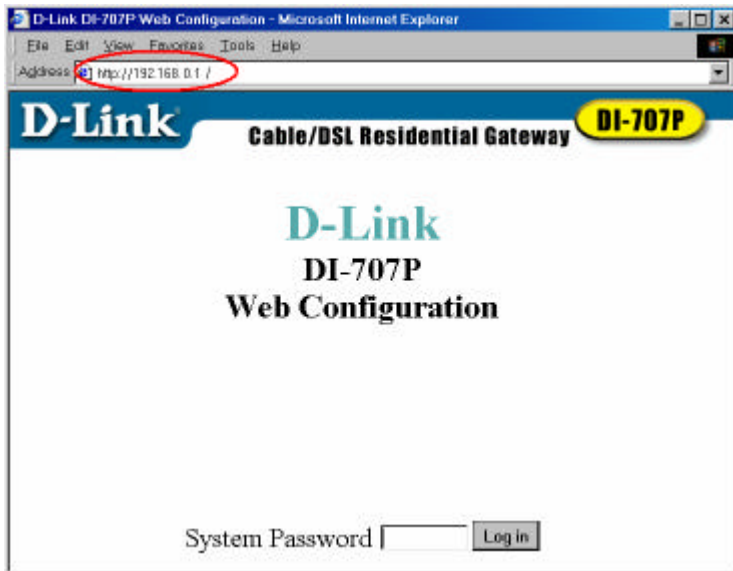 D-Link DI-707P Web Configuration - Microsoft Internet Explorer
File Edit View Favorites Tools Help
Address http://192.168.0.1 /
D-Link
Cable/DSL Residential Gateway
DI-707P
D-Link
DI-707P
Web Configuration
System Password Log in